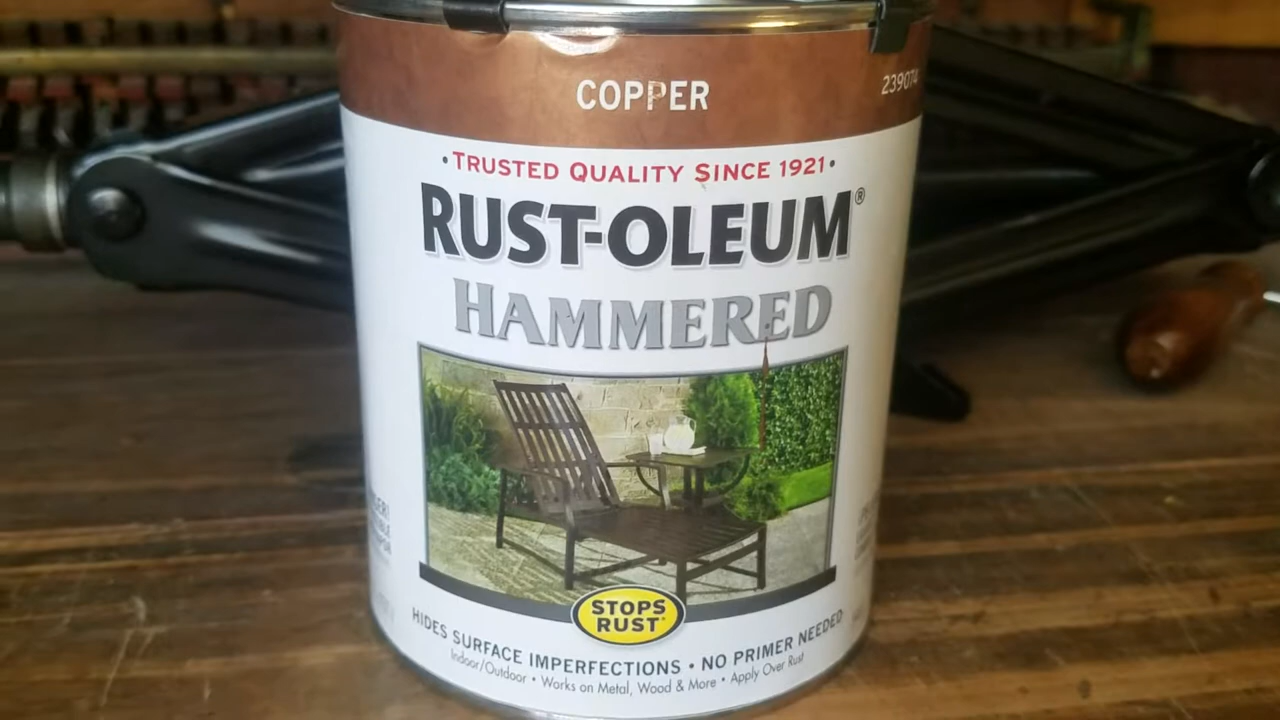 COPPER
239074
•TRUSTED QUALITY SINCE 1921•
RUST-OLEUM®
HAMMERED
STOPS
RUST®
HIDES SURFACE IMPERFECTIONS • NO PRIMER NEEDED
Indoor/Outdoor • Works on Metal, Wood & More • Apply Over Rust